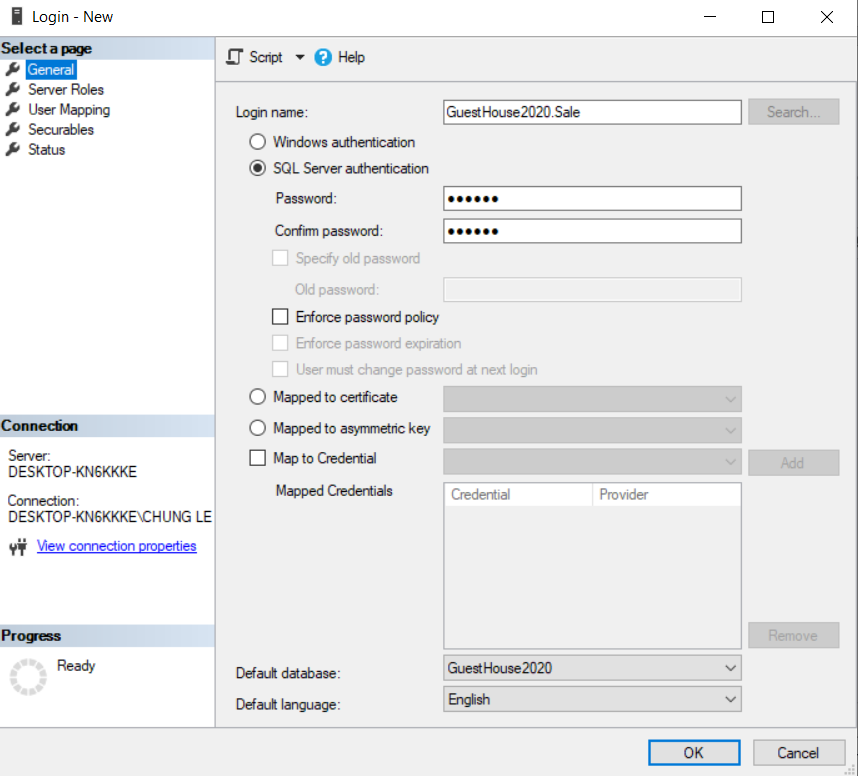 Login - New
Select a page
General
Server Roles
User Mapping
Securables
Status
Connection
Server:
DESKTOP-KN6KKKE
Connection:
DESKTOP-KN6KKKE\CHUNG LE
View connection properties
Progress
Ready
Script
Help
Login name: GuestHouse2020.Sale Search...
Windows authentication
SQL Server authentication
Password: ●●●●●●
Confirm password: ●●●●●●
Specify old password
Old password:
Enforce password policy
Enforce password expiration
User must change password at next login
Mapped to certificate
Mapped to asymmetric key
Map to Credential Add
Mapped Credentials Credential Provider
Remove
Default database: GuestHouse2020
Default language: English
OK Cancel